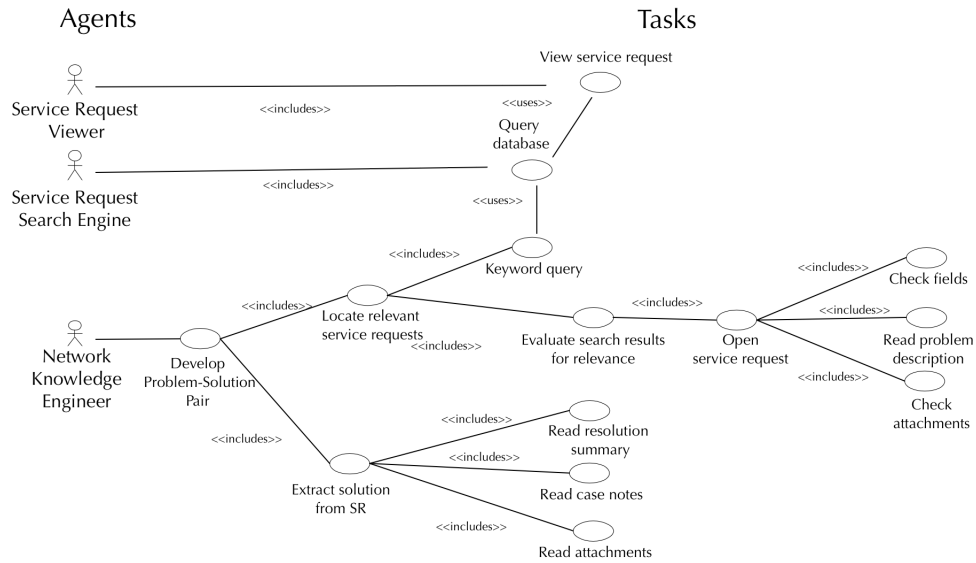 Agents
Tasks
View service request
<<includes>>
<<uses>>
Service Request
Viewer
Query
database
<<includes>>
Service Request
Search Engine
<<uses>>
<<includes>>
Keyword query
<<includes>>
Check fields
<<includes>>
Locate relevant
service requests
<<includes>>
<<includes>>
<<includes>>
Evaluate search results
for relevance
Open
service request
Read problem
description
Network
Knowledge
Engineer
Develop
Problem-Solution
Pair
<<includes>>
Check
attachments
<<includes>>
<<includes>>
Read resolution
summary
<<includes>>
Extract solution
from SR
Read case notes
<<includes>>
Read attachments